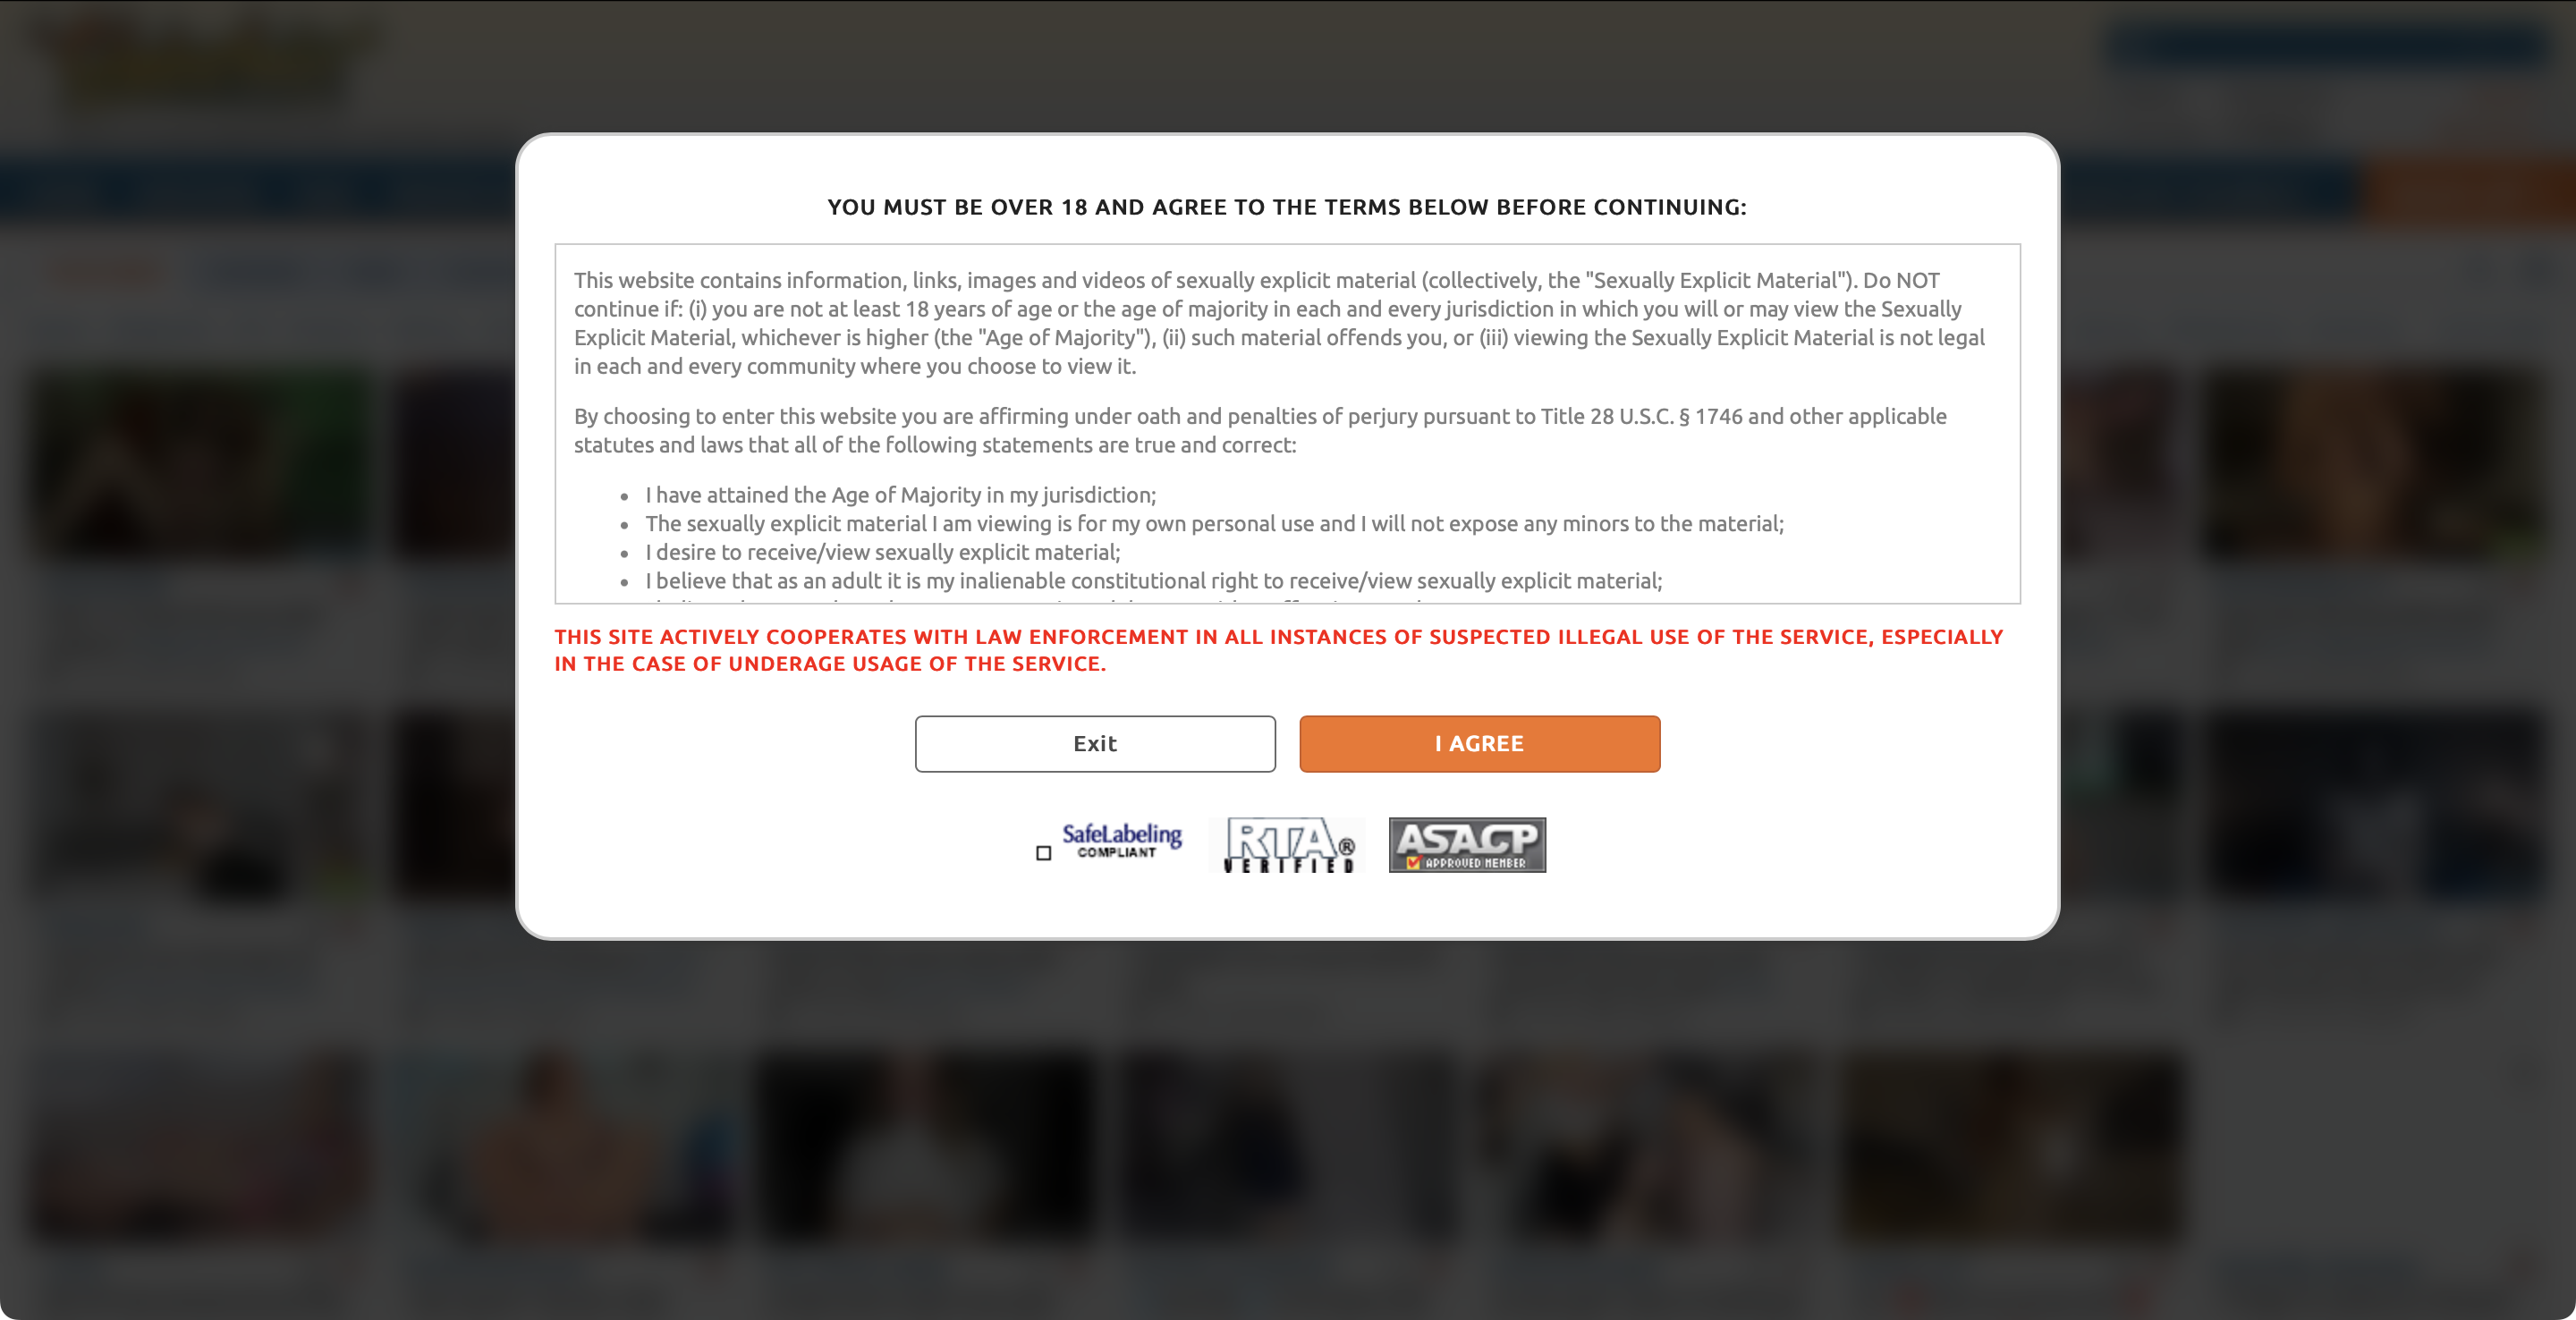 YOU MUST BE OVER 18 AND AGREE TO THE TERMS BELOW BEFORE CONTINUING:
This website contains information, links, images and videos of sexually explicit material (collectively, the "Sexually Explicit Material"). Do NOT
continue if: (i) you are not at least 18 years of age or the age of majority in each and every jurisdiction in which you will or may view the Sexually
Explicit Material, whichever is higher (the "Age of Majority"), (ii) such material offends you, or (iii) viewing the Sexually Explicit Material is not legal
in each and every community where you choose to view it.
By choosing to enter this website you are affirming under oath and penalties of perjury pursuant to Title 28 U.S.C. § 1746 and other applicable
statutes and laws that all of the following statements are true and correct:
• I have attained the Age of Majority in my jurisdiction;
• The sexually explicit material I am viewing is for my own personal use and I will not expose any minors to the material;
• I desire to receive/view sexually explicit material;
• I believe that as an adult it is my inalienable constitutional right to receive/view sexually explicit material;
THIS SITE ACTIVELY COOPERATES WITH LAW ENFORCEMENT IN ALL INSTANCES OF SUSPECTED ILLEGAL USE OF THE SERVICE, ESPECIALLY
IN THE CASE OF UNDERAGE USAGE OF THE SERVICE.
Exit
I AGREE
SafeLabeling
COMPLIANT
RTA®
VERIFIED
ASACP
APPROVED MEMBER